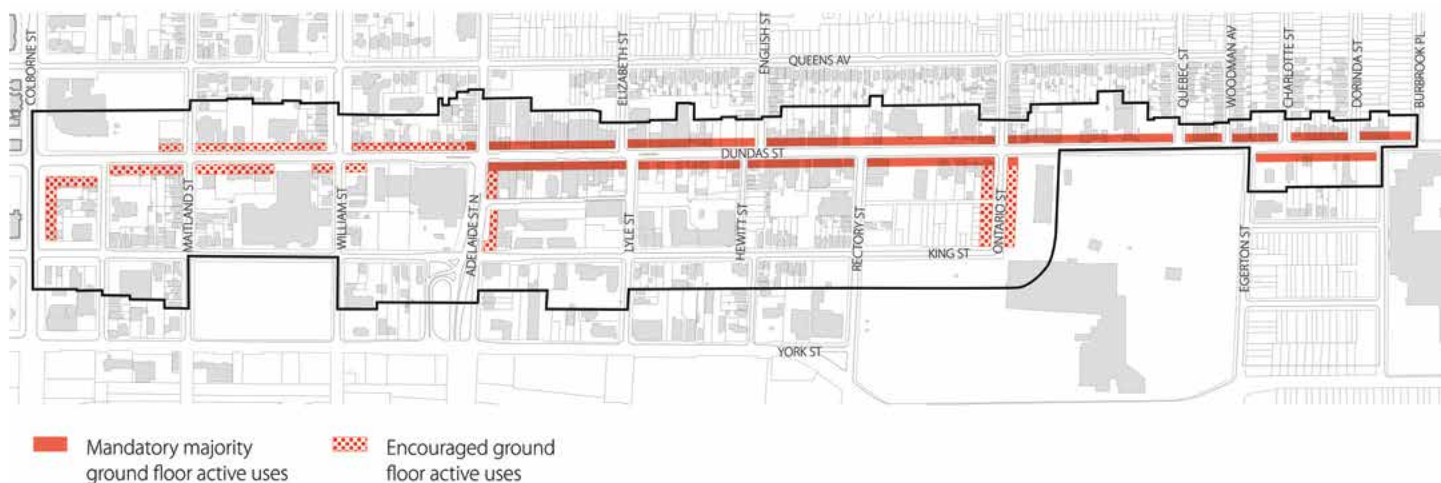 COLBORNE ST
MAITLAND ST
WILLIAM ST
ADELAIDE ST N
ELIZABETH ST
LYLE ST
ENGLISH ST
HEWITT ST
QUEENS AV
DUNDAS ST
RECTORY ST
KING ST
YORK ST
ONTARIO ST
QUEBEC ST
WOODMAN AV
EGERTON ST
CHARLOTTE ST
DORINDA ST
BURBROOK PL
Mandatory majority
ground floor active uses
Encouraged ground
floor active uses